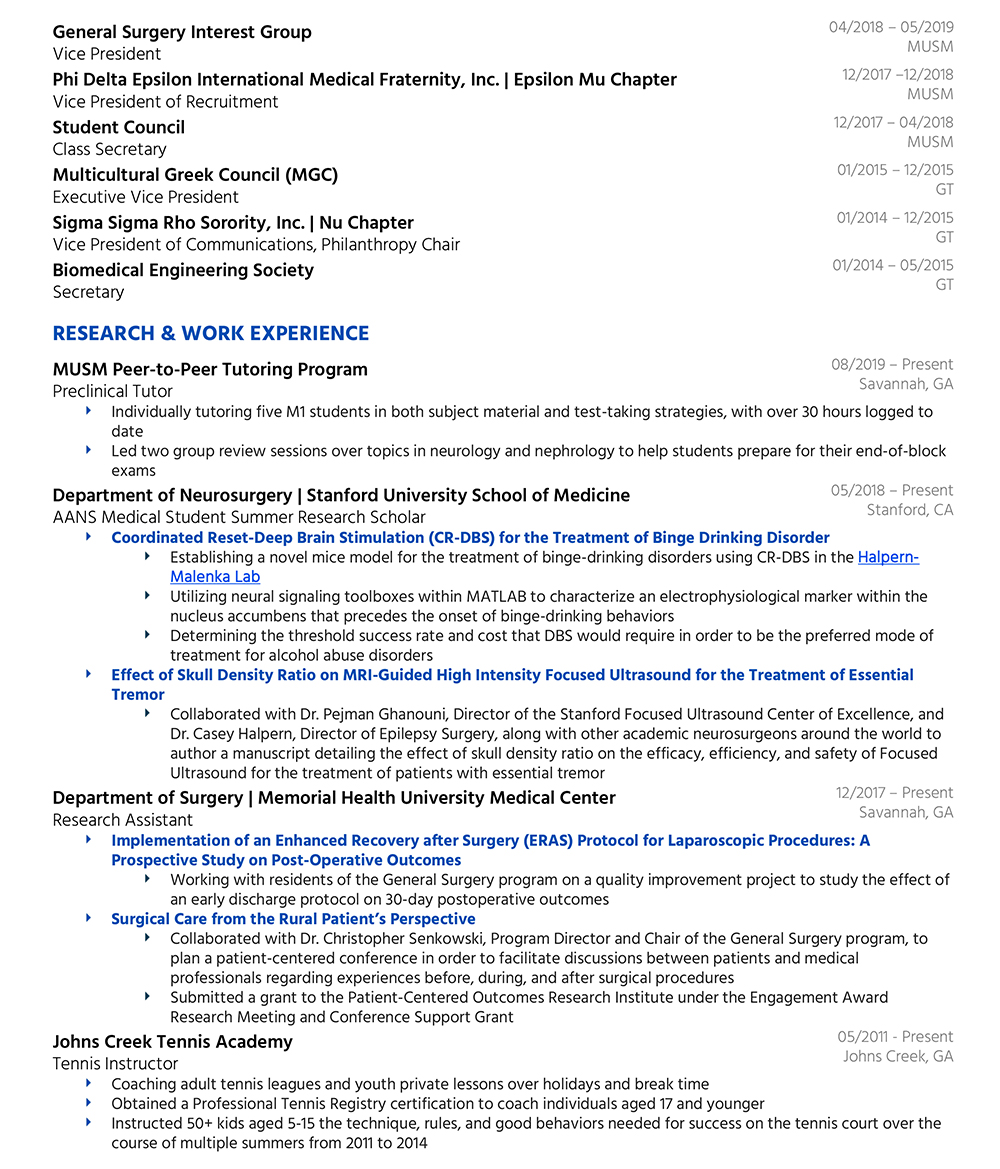 General Surgery Interest Group
04/2018 – 05/2019
Vice President
MUSM
Phi Delta Epsilon International Medical Fraternity, Inc. | Epsilon Mu Chapter
12/2017 –12/2018
Vice President of Recruitment
MUSM
Student Council
12/2017 – 04/2018
Class Secretary
MUSM
Multicultural Greek Council (MGC)
01/2015 – 12/2015
Executive Vice President
GT
Sigma Sigma Rho Sorority, Inc. | Nu Chapter
01/2014 – 12/2015
Vice President of Communications, Philanthropy Chair
GT
Biomedical Engineering Society
01/2014 – 05/2015
Secretary
GT
RESEARCH & WORK EXPERIENCE
MUSM Peer-to-Peer Tutoring Program
08/2019 – Present
Preclinical Tutor
Savannah, GA
Individually tutoring five M1 students in both subject material and test-taking strategies, with over 30 hours logged to
date
Led two group review sessions over topics in neurology and nephrology to help students prepare for their end-of-block
exams
Department of Neurosurgery | Stanford University School of Medicine
05/2018 – Present
AANS Medical Student Summer Research Scholar
Stanford, CA
Coordinated Reset-Deep Brain Stimulation (CR-DBS) for the Treatment of Binge Drinking Disorder
Establishing a novel mice model for the treatment of binge-drinking disorders using CR-DBS in the Halpern-
Malenka Lab
Utilizing neural signaling toolboxes within MATLAB to characterize an electrophysiological marker within the
nucleus accumbens that precedes the onset of binge-drinking behaviors
Determining the threshold success rate and cost that DBS would require in order to be the preferred mode of
treatment for alcohol abuse disorders
Effect of Skull Density Ratio on MRI-Guided High Intensity Focused Ultrasound for the Treatment of Essential
Tremor
Collaborated with Dr. Pejman Ghanouni, Director of the Stanford Focused Ultrasound Center of Excellence, and
Dr. Casey Halpern, Director of Epilepsy Surgery, along with other academic neurosurgeons around the world to
author a manuscript detailing the effect of skull density ratio on the efficacy, efficiency, and safety of Focused
Ultrasound for the treatment of patients with essential tremor
Department of Surgery | Memorial Health University Medical Center
12/2017 – Present
Research Assistant
Savannah, GA
Implementation of an Enhanced Recovery after Surgery (ERAS) Protocol for Laparoscopic Procedures: A
Prospective Study on Post-Operative Outcomes
Working with residents of the General Surgery program on a quality improvement project to study the effect of
an early discharge protocol on 30-day postoperative outcomes
Surgical Care from the Rural Patient's Perspective
Collaborated with Dr. Christopher Senkowski, Program Director and Chair of the General Surgery program, to
plan a patient-centered conference in order to facilitate discussions between patients and medical
professionals regarding experiences before, during, and after surgical procedures
Submitted a grant to the Patient-Centered Outcomes Research Institute under the Engagement Award
Research Meeting and Conference Support Grant
Johns Creek Tennis Academy
05/2011 - Present
Tennis Instructor
Johns Creek, GA
Coaching adult tennis leagues and youth private lessons over holidays and break time
Obtained a Professional Tennis Registry certification to coach individuals aged 17 and younger
Instructed 50+ kids aged 5-15 the technique, rules, and good behaviors needed for success on the tennis court over the
course of multiple summers from 2011 to 2014